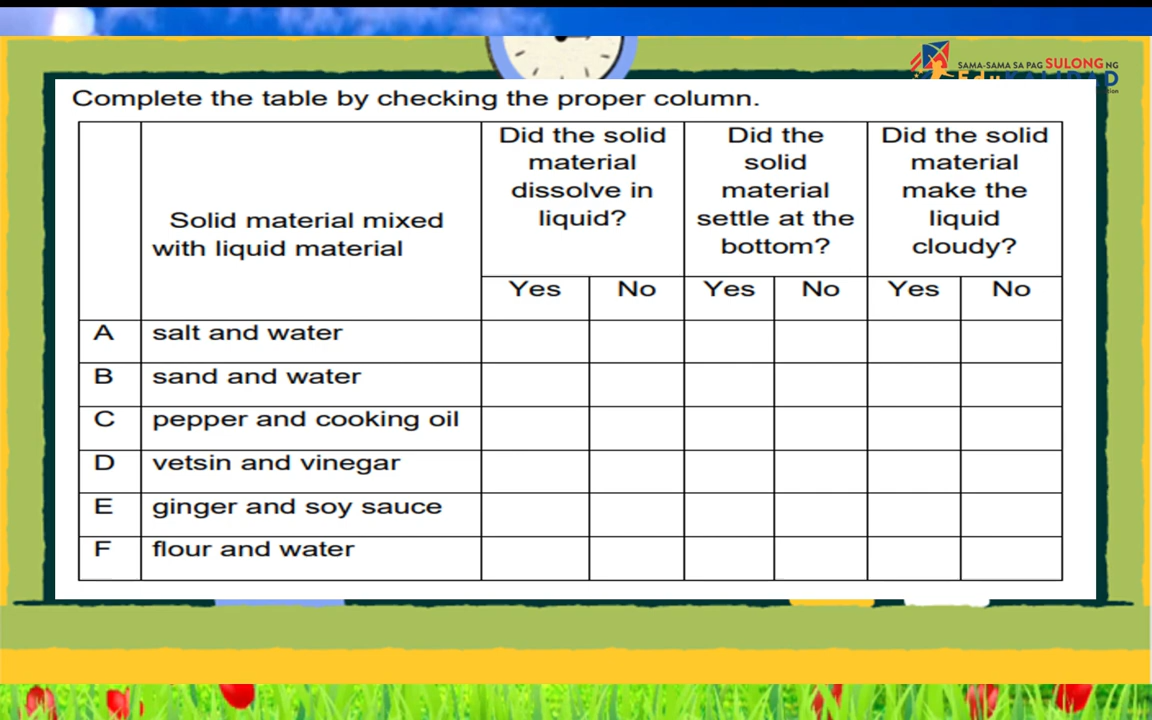 SAMA-SAMA SA PAG SULONG NG
EduKALIDAD
Complete the table by checking the proper column.
Solid material mixed
with liquid material
Did the solid
material
dissolve in
liquid?
Did the
solid
material
settle at the
bottom?
Did the solid
material
make the
liquid
cloudy?
Yes No Yes No Yes No
A salt and water
B sand and water
C pepper and cooking oil
D vetsin and vinegar
E ginger and soy sauce
F flour and water